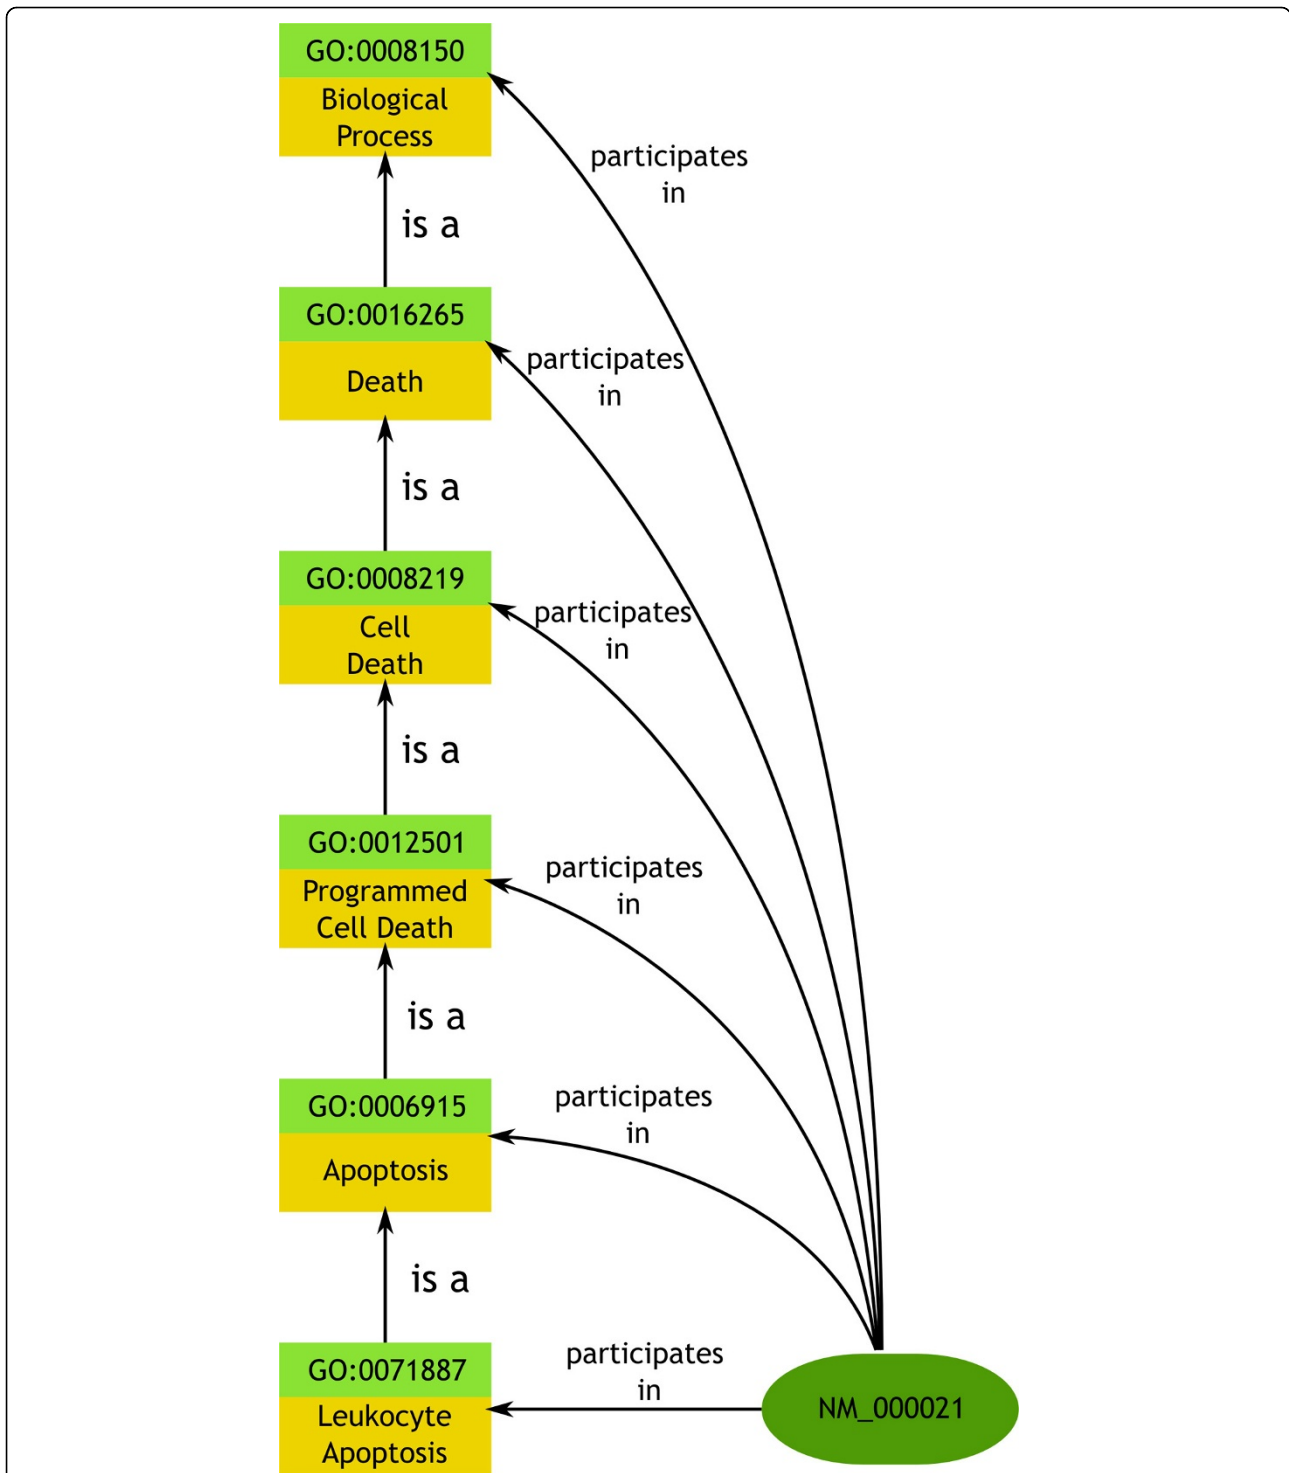 GO:0008150
Biological
Process
participates
in
is a
GO:0016265
Death
participates
in
is a
GO:0008219
Cell
Death
participates
in
is a
GO:0012501
Programmed
Cell Death
participates
in
is a
GO:0006915
Apoptosis
participates
in
is a
GO:0071887
Leukocyte
Apoptosis
participates
in
NM_000021